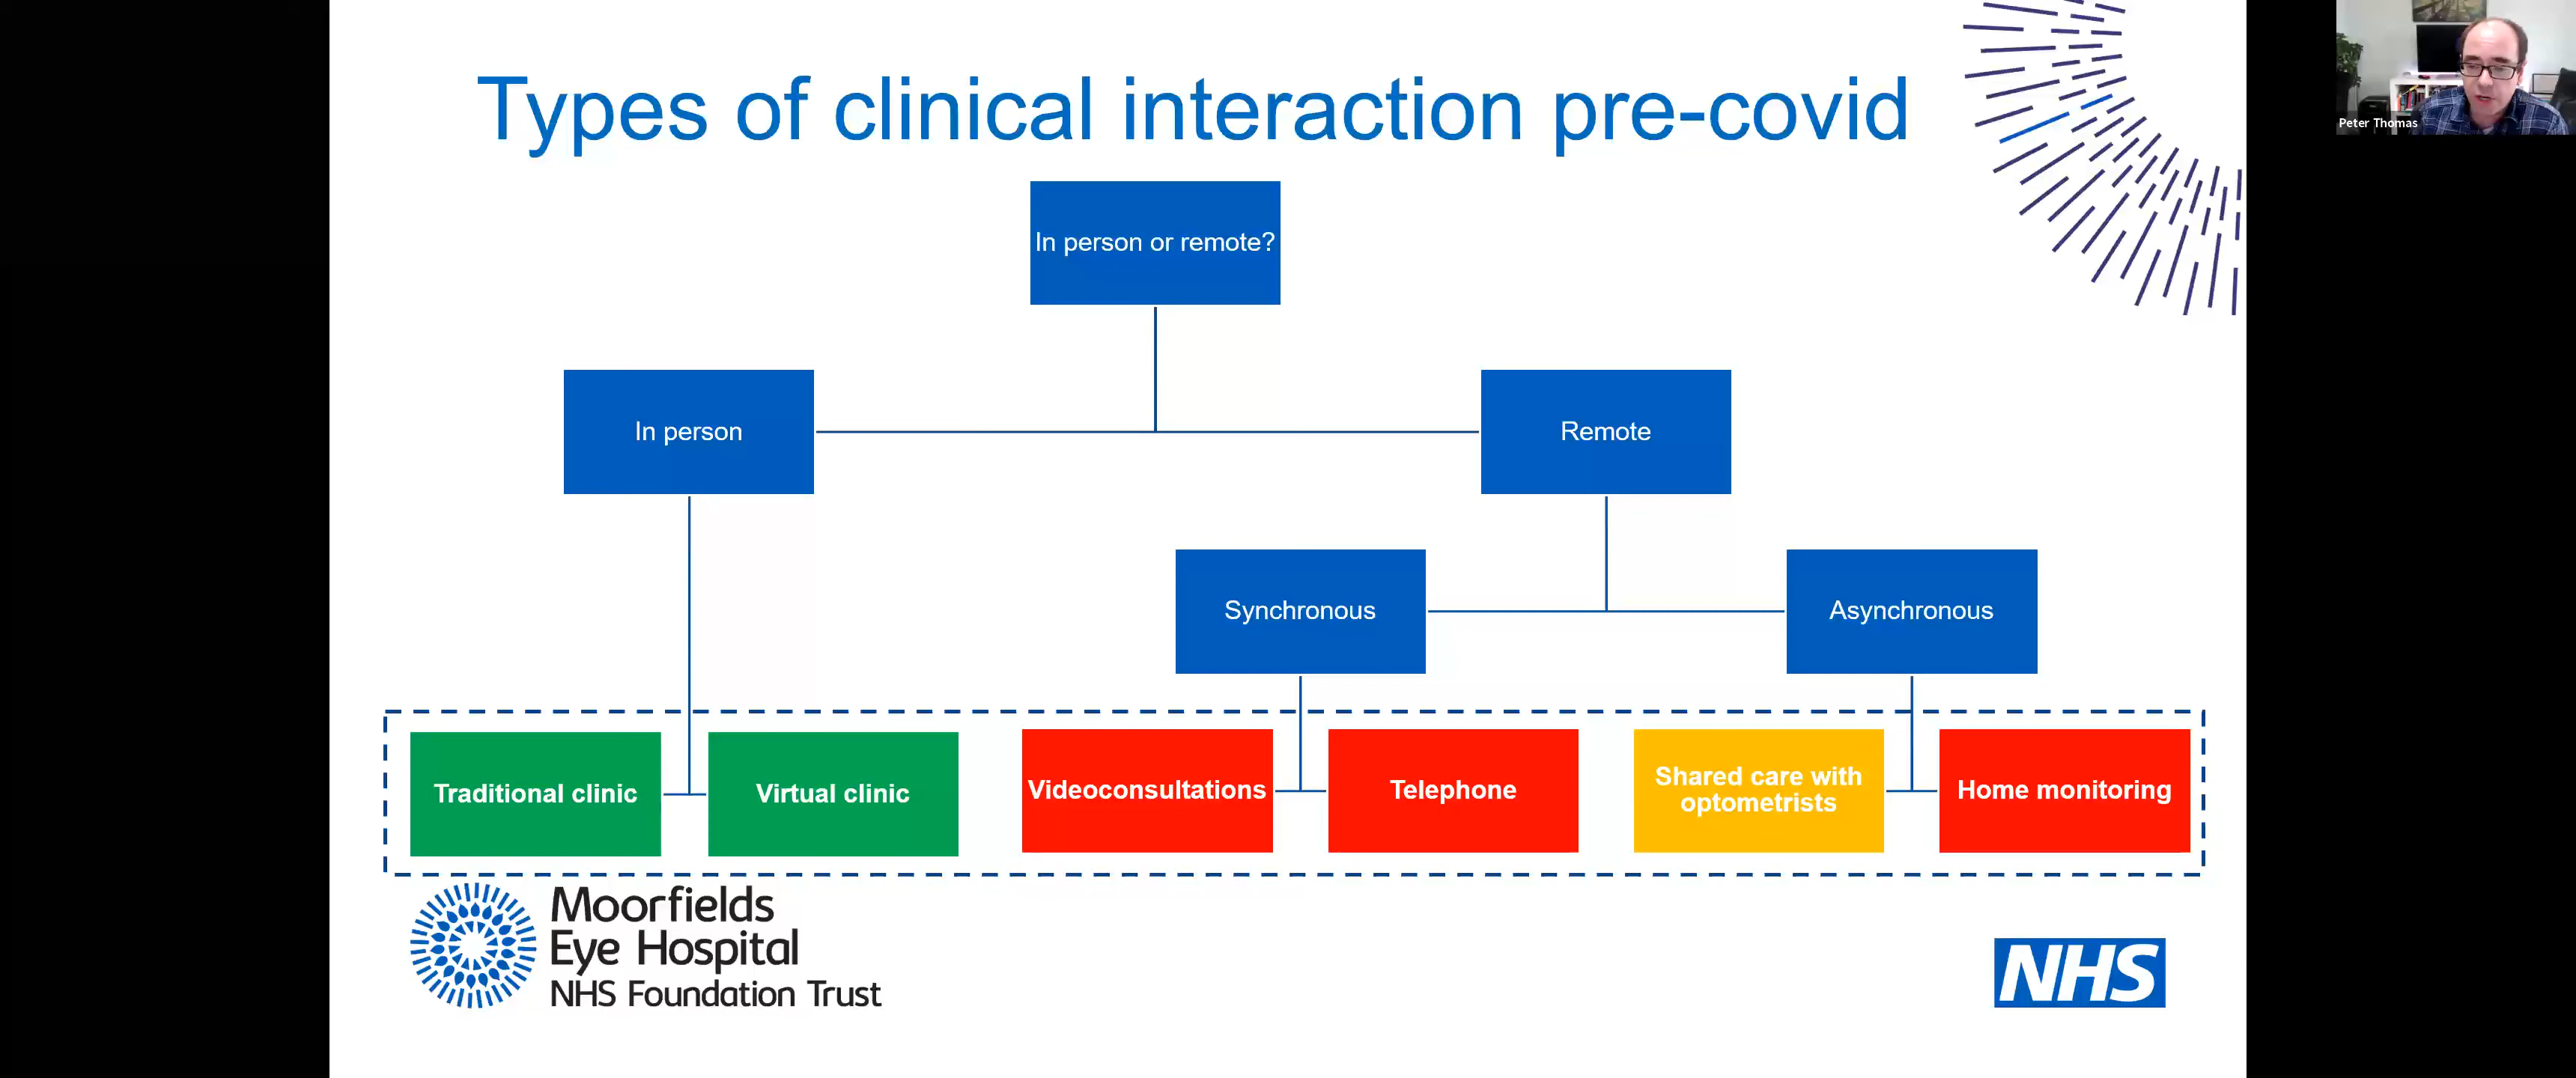 Types of clinical interaction pre-covid
Peter Thomas
In person or remote?
In person
Remote
Synchronous
Asynchronous
Traditional clinic
Virtual clinic
Videoconsultations
Telephone
Shared care with
optometrists
Home monitoring
Moorfields
Eye Hospital
NHS Foundation Trust
NHS